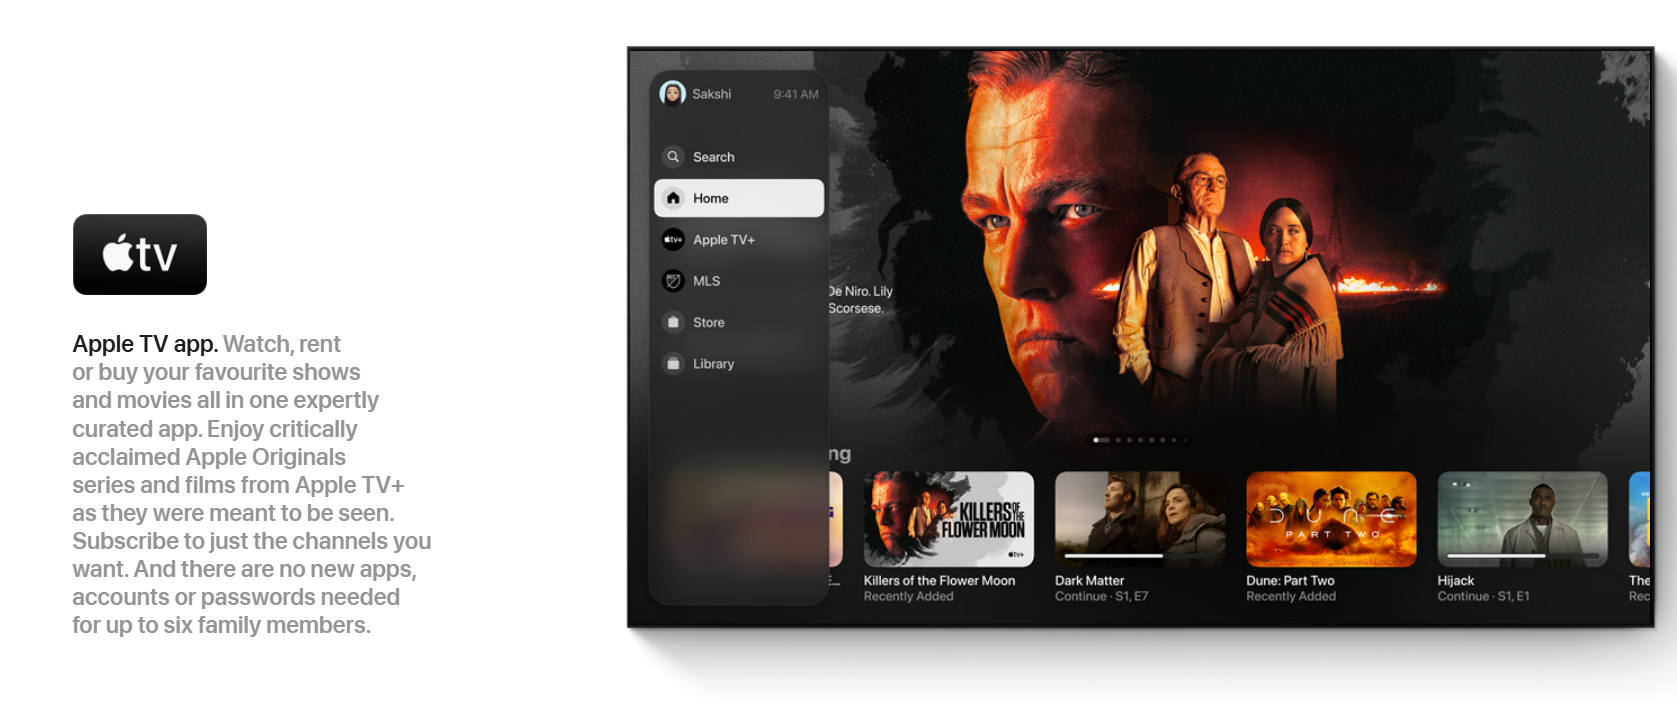 tv
Apple TV app. Watch, rent
or buy your favourite shows
and movies all in one expertly
curated app. Enjoy critically
acclaimed Apple Originals
series and films from Apple TV+
as they were meant to be seen.
Subscribe to just the channels you
want. And there are no new apps,
accounts or passwords needed
for up to six family members.
Sakshi 9:41 AM
Search
Home
tv+ Apple TV+
MLS
Store
Library
De Niro. Lily
Scorsese.
ng
KILLERS OF THE
FLOWER MOON
tv+
DUNE
PART TWO
E...
Killers of the Flower Moon
Recently Added
Dark Matter
Continue · S1, E7
Dune: Part Two
Recently Added
Hijack
Continue · S1, E1
The
Rec